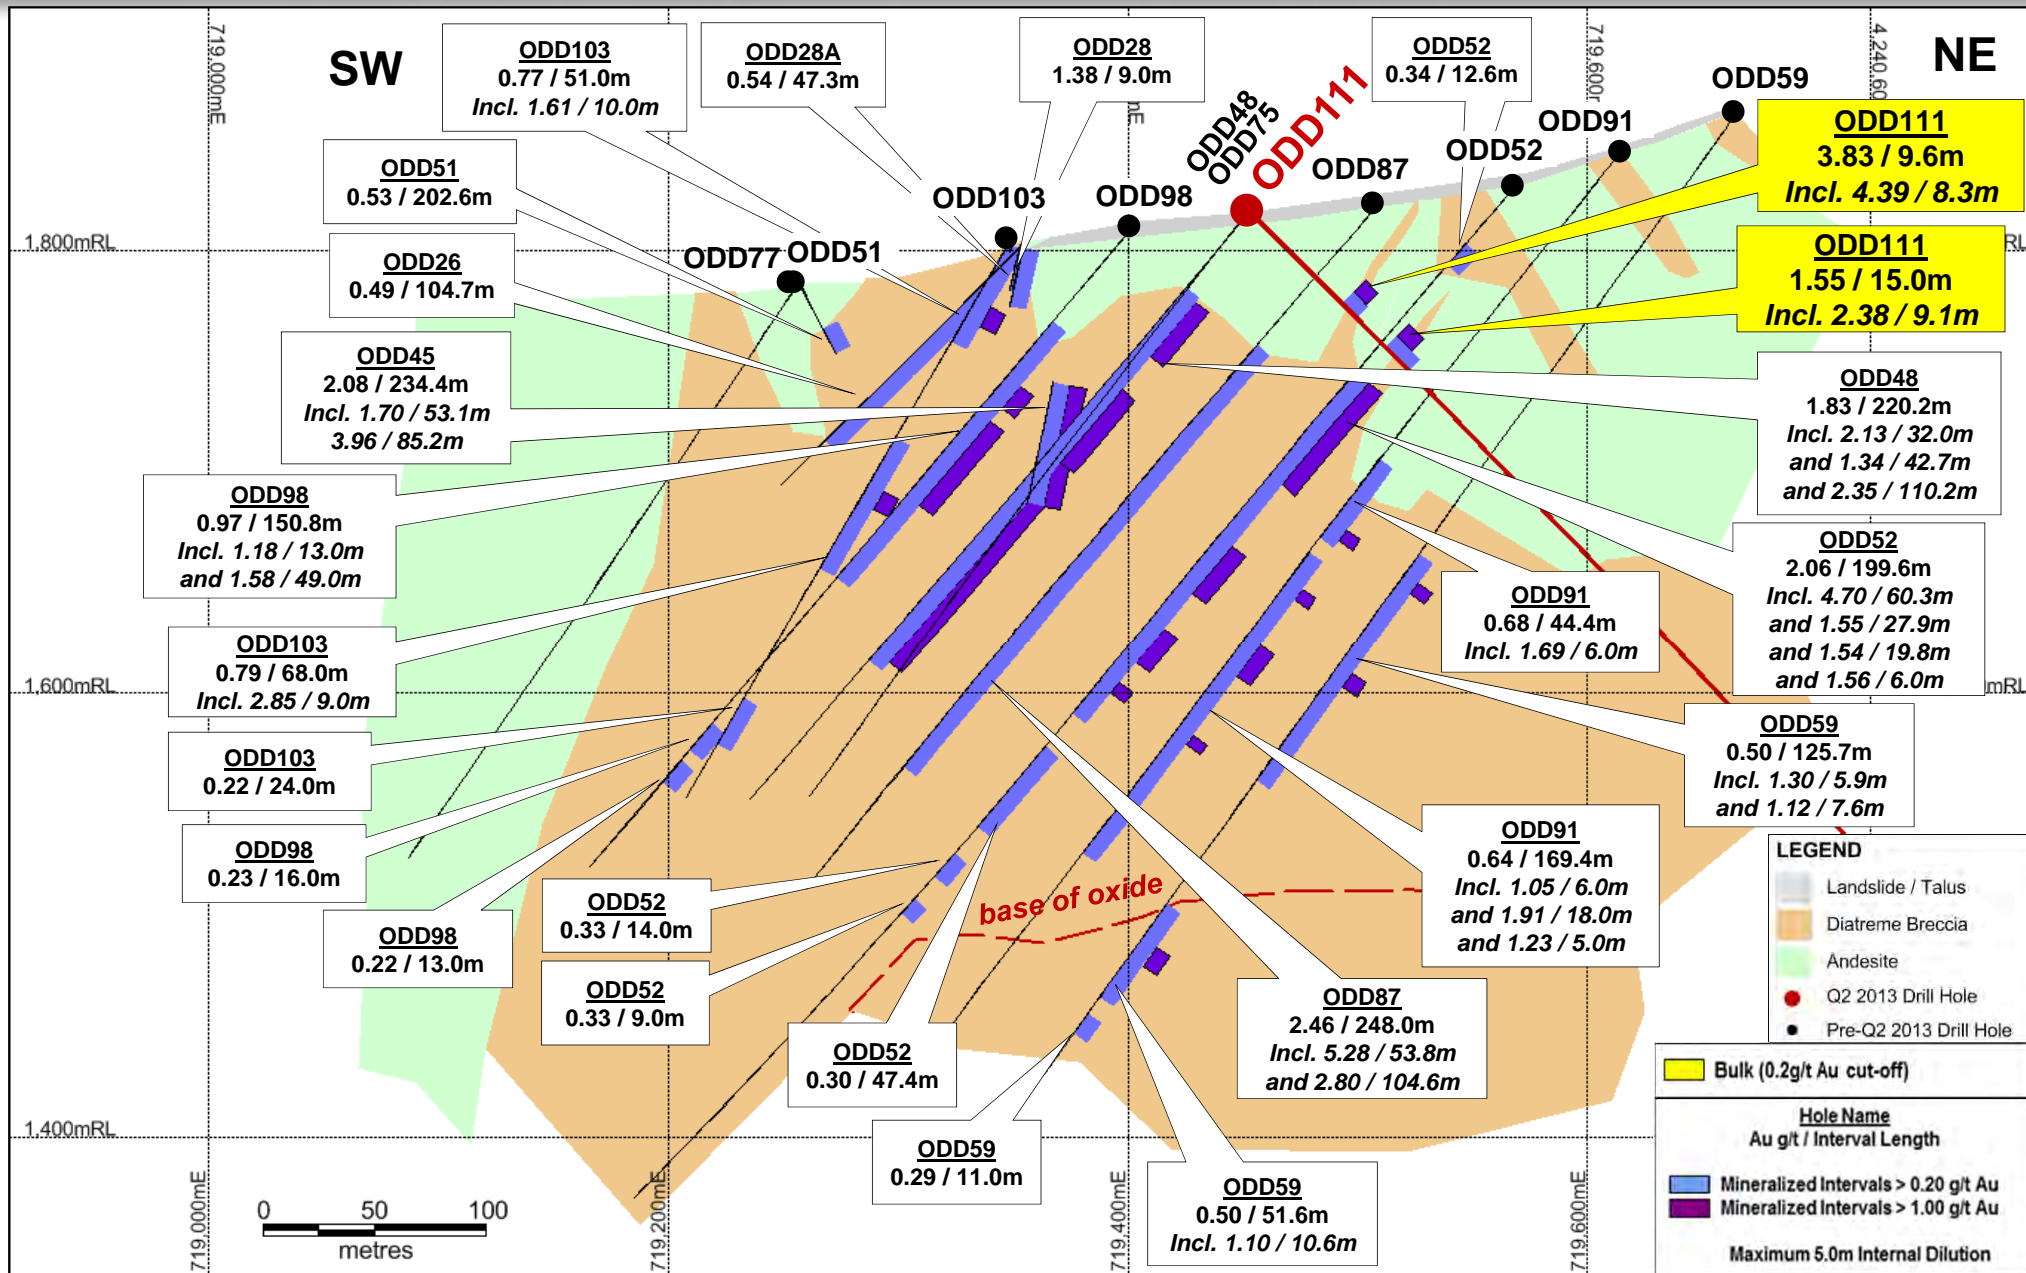 719,000mE
719,600m
4,240,60
mE
SW
NE
ODD103
0.77 / 51.0m
Incl. 1.61 / 10.0m
ODD28A
0.54 / 47.3m
ODD28
1.38 / 9.0m
ODD52
0.34 / 12.6m
ODD51
0.53 / 202.6m
ODD26
0.49 / 104.7m
ODD45
2.08 / 234.4m
Incl. 1.70 / 53.1m
3.96 / 85.2m
ODD98
0.97 / 150.8m
Incl. 1.18 / 13.0m
and 1.58 / 49.0m
ODD103
0.79 / 68.0m
Incl. 2.85 / 9.0m
ODD103
0.22 / 24.0m
ODD98
0.23 / 16.0m
ODD98
0.22 / 13.0m
ODD52
0.33 / 14.0m
ODD52
0.33 / 9.0m
ODD52
0.30 / 47.4m
ODD59
0.29 / 11.0m
ODD59
0.50 / 51.6m
Incl. 1.10 / 10.6m
ODD87
2.46 / 248.0m
Incl. 5.28 / 53.8m
and 2.80 / 104.6m
ODD91
0.64 / 169.4m
Incl. 1.05 / 6.0m
and 1.91 / 18.0m
and 1.23 / 5.0m
ODD91
0.68 / 44.4m
Incl. 1.69 / 6.0m
ODD59
0.50 / 125.7m
Incl. 1.30 / 5.9m
and 1.12 / 7.6m
ODD52
2.06 / 199.6m
Incl. 4.70 / 60.3m
and 1.55 / 27.9m
and 1.54 / 19.8m
and 1.56 / 6.0m
ODD48
1.83 / 220.2m
Incl. 2.13 / 32.0m
and 1.34 / 42.7m
and 2.35 / 110.2m
ODD111
3.83 / 9.6m
Incl. 4.39 / 8.3m
ODD111
1.55 / 15.0m
Incl. 2.38 / 9.1m
ODD77
ODD51
ODD103
ODD98
ODD48
ODD75
ODD111
ODD87
ODD52
ODD91
ODD59
1.800mRL
RL
1,600mRL
mRL
1,400mRL
base of oxide
0 50 100
metres
719,000mE
719,200mE
719,400mE
719,600mE
LEGEND
Landslide / Talus
Diatreme Breccia
Andesite
Q2 2013 Drill Hole
Pre-Q2 2013 Drill Hole
Bulk (0.2g/t Au cut-off)
Hole Name
Au g/t / Interval Length
Mineralized Intervals > 0.20 g/t Au
Mineralized Intervals > 1.00 g/t Au
Maximum 5.0m Internal Dilution